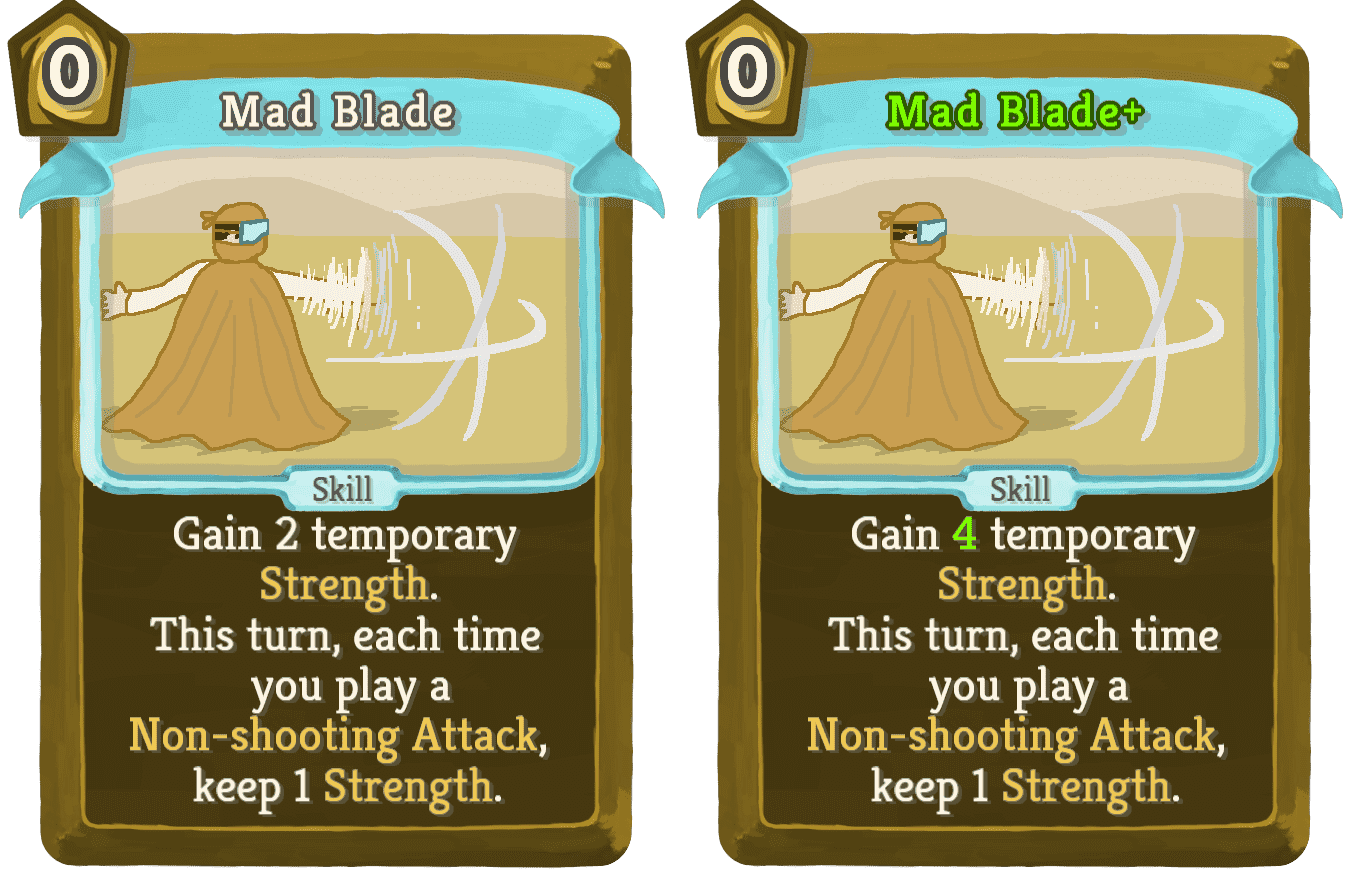 0
Mad Blade
Skill
Gain 2 temporary
Strength.
This turn, each time
you play a
Non-shooting Attack,
keep 1 Strength.
0
Mad Blade+
Skill
Gain 4 temporary
Strength.
This turn, each time
you play a
Non-shooting Attack,
keep 1 Strength.